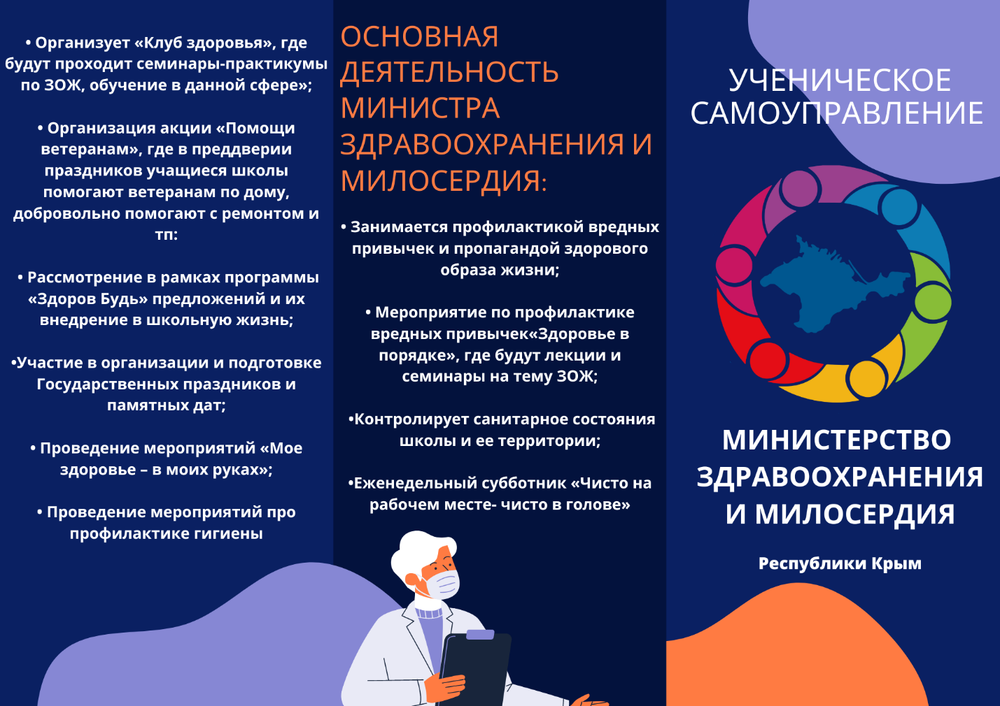 • Организует «Клуб здоровья», где
будут проходит семинары-практикумы
по ЗОЖ, обучение в данной сфере»;
• Организация акции «Помощи
ветеранам», где в преддверии
праздников учащиеся школы
помогают ветеранам по дому,
добровольно помогают с ремонтом и
тп:
• Рассмотрение в рамках программы
«Здоров Будь» предложений и их
внедрение в школьную жизнь;
•Участие в организации и подготовке
Государственных праздников и
памятных дат;
• Проведение мероприятий «Мое
здоровье – в моих руках»;
• Проведение мероприятий про
профилактике гигиены
ОСНОВНАЯ
ДЕЯТЕЛЬНОСТЬ
МИНИСТРА
ЗДРАВООХРАНЕНИЯ И
МИЛОСЕРДИЯ:
• Занимается профилактикой вредных
привычек и пропагандой здорового
образа жизни;
• Мероприятие по профилактике
вредных привычек«Здоровье в
порядке», где будут лекции и
семинары на тему ЗОЖ;
•Контролирует санитарное состояния
школы и ее территории;
•Еженедельный субботник «Чисто на
рабочем месте- чисто в голове»
УЧЕНИЧЕСКОЕ
САМОУПРАВЛЕНИЕ
МИНИСТЕРСТВО
ЗДРАВООХРАНЕНИЯ
И МИЛОСЕРДИЯ
Республики Крым